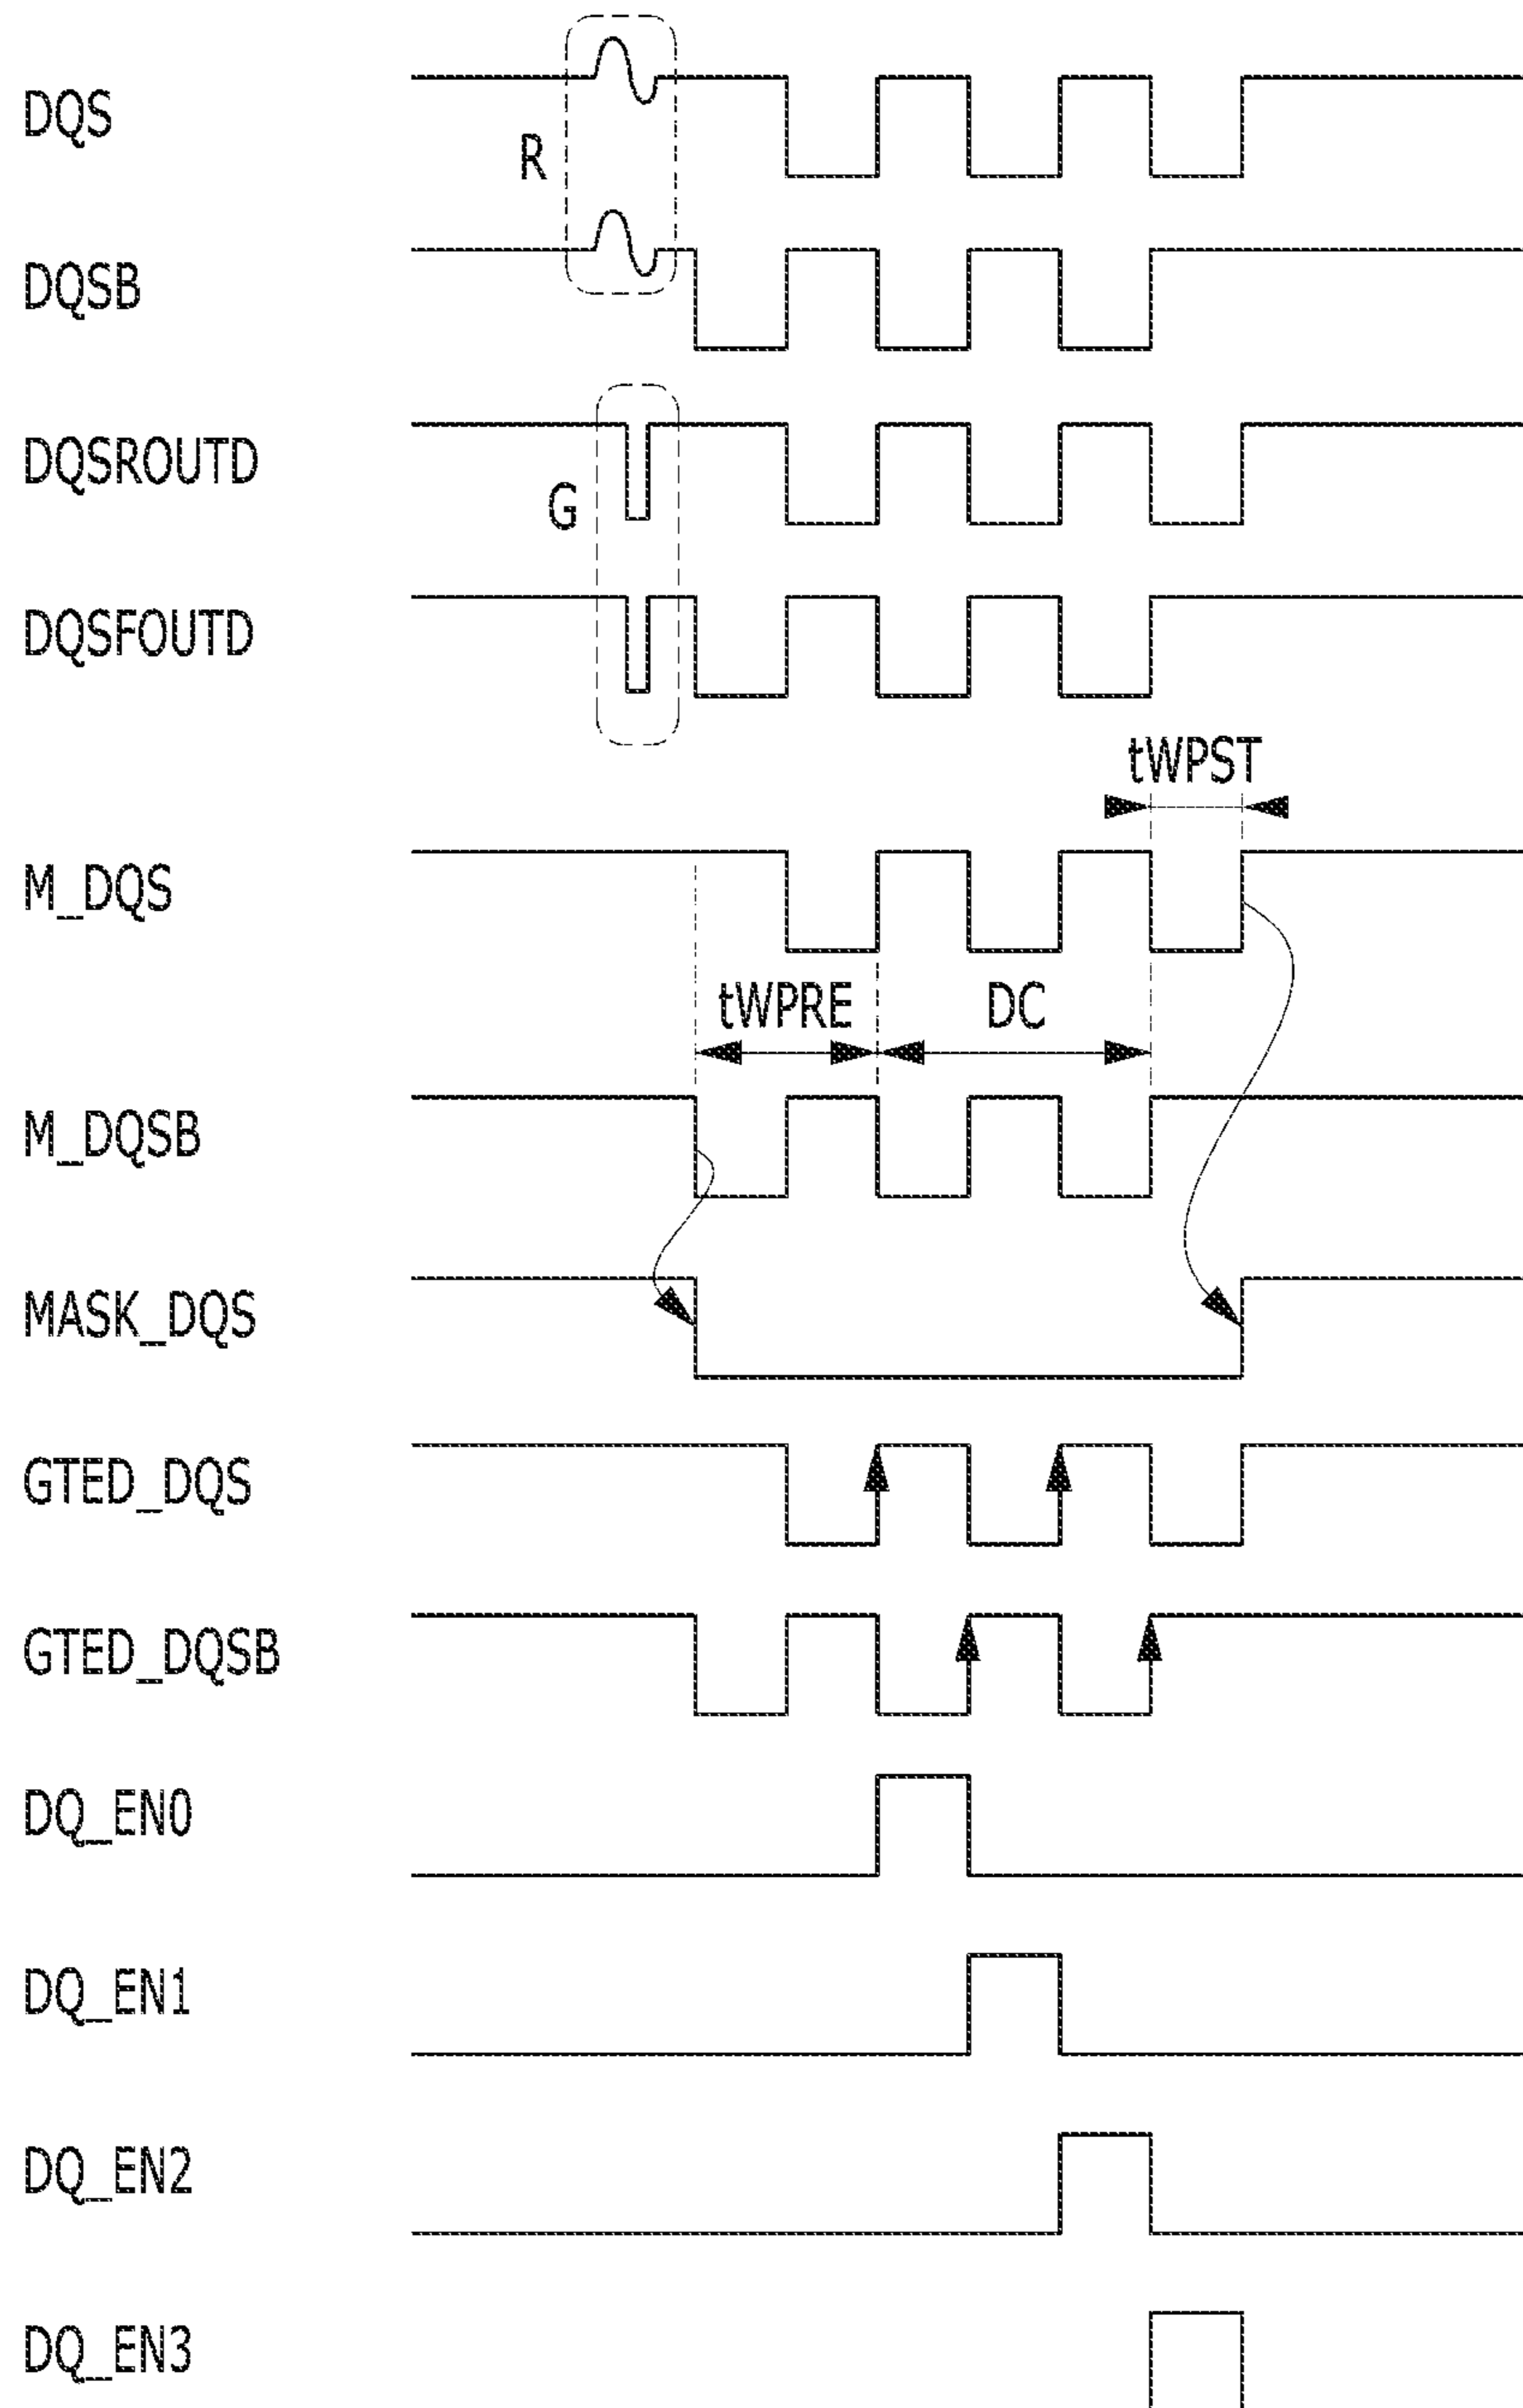 DQS
R
DQSB
DQSROUTD
G
DQSFOUTD
tWPST
M_DQS
tWPRE
DC
M_DQSB
MASK_DQS
GTED_DQS
GTED_DQSB
DQ_EN0
DQ_EN1
DQ_EN2
DQ_EN3